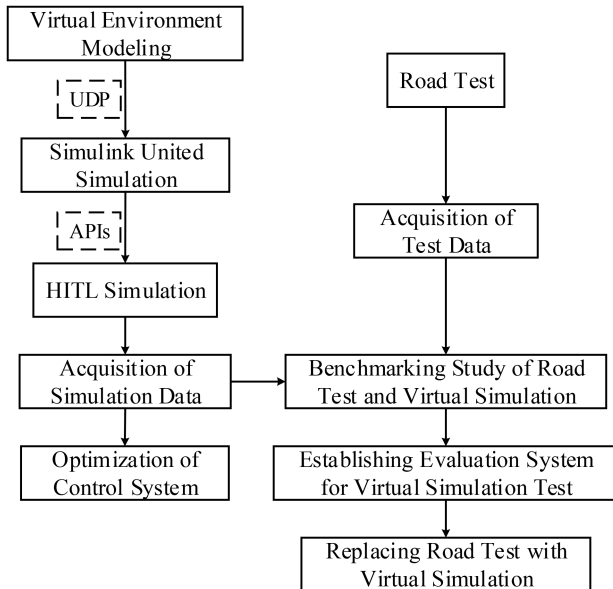 Virtual Environment
Modeling
UDP
Simulink United
Simulation
APIs
HITL Simulation
Acquisition of
Simulation Data
Optimization of
Control System
Road Test
Acquisition of
Test Data
Benchmarking Study of Road
Test and Virtual Simulation
Establishing Evaluation System
for Virtual Simulation Test
Replacing Road Test with
Virtual Simulation